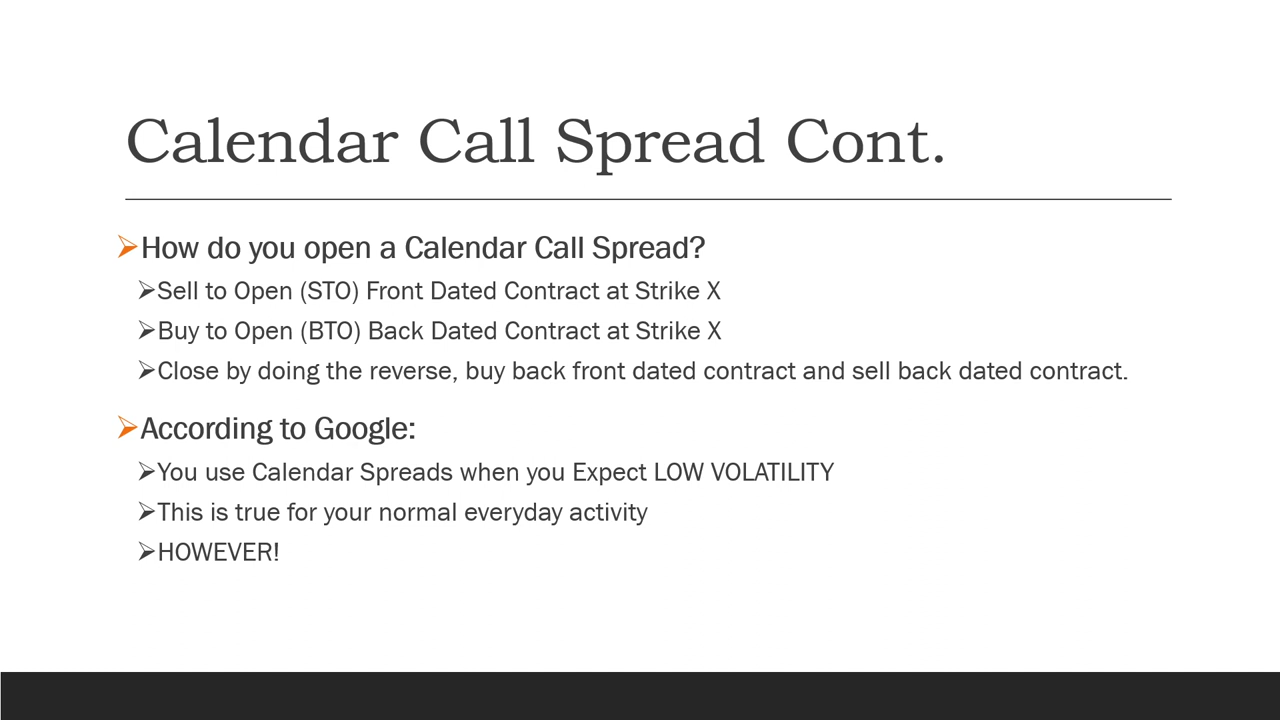 Calendar Call Spread Cont.
How do you open a Calendar Call Spread?
Sell to Open (STO) Front Dated Contract at Strike X
Buy to Open (BTO) Back Dated Contract at Strike X
Close by doing the reverse, buy back front dated contract and sell back dated contract.
According to Google:
You use Calendar Spreads when you Expect LOW VOLATILITY
This is true for your normal everyday activity
HOWEVER!